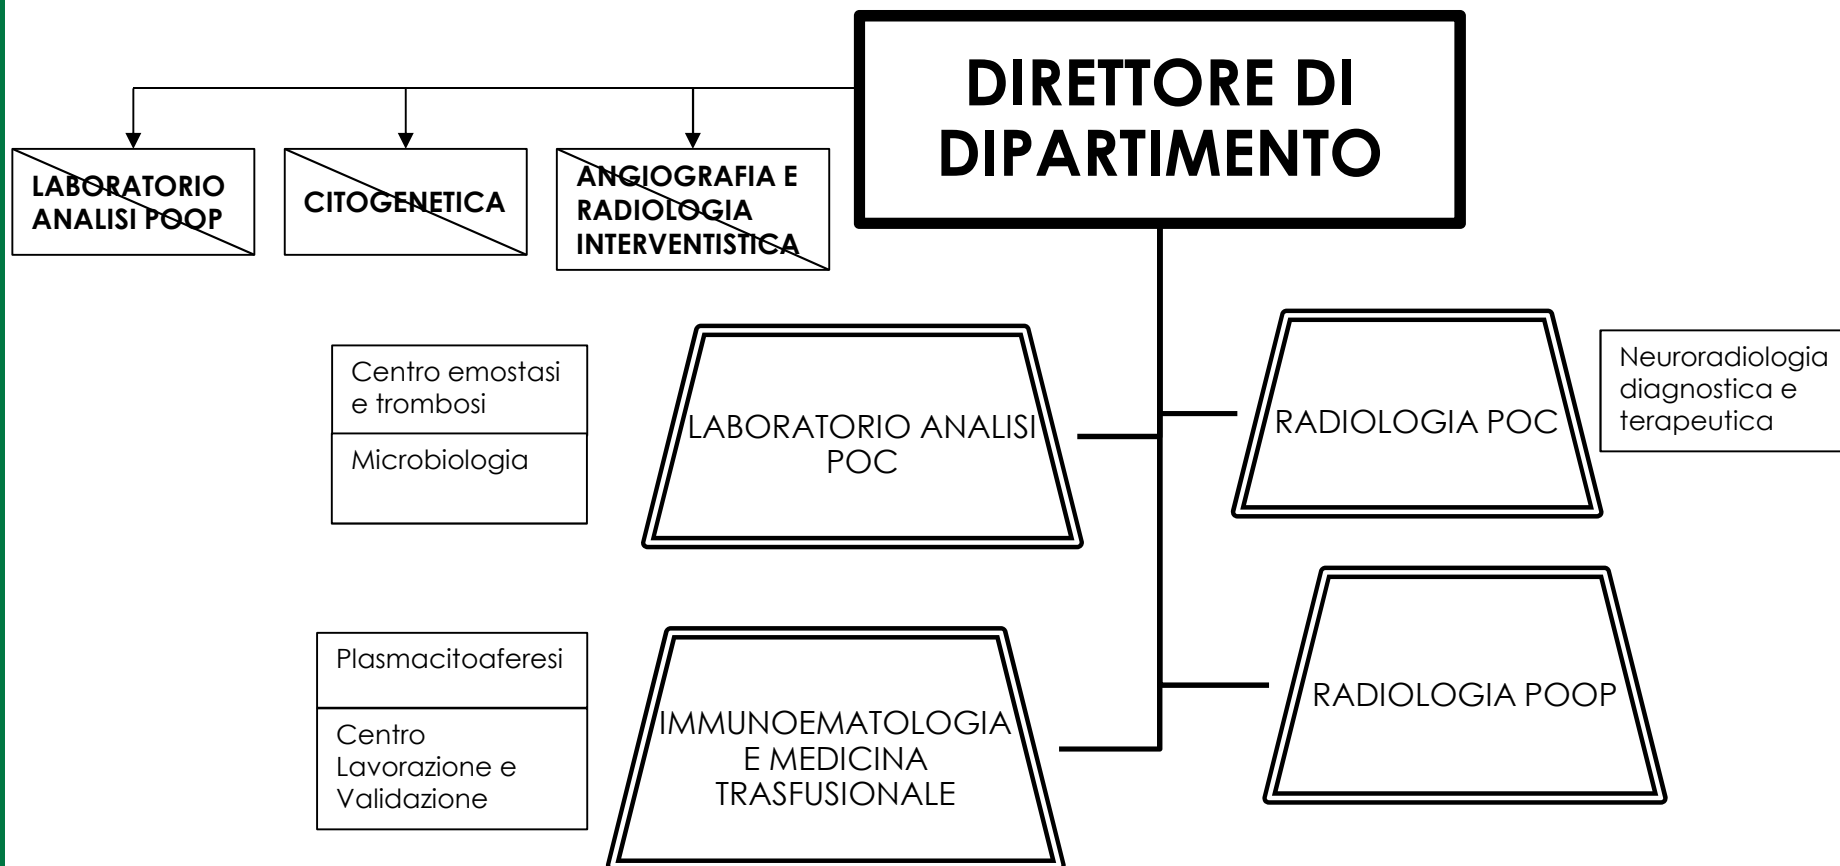 DIRETTORE DI
DIPARTIMENTO
LABORATORIO
ANALISI POOP
CITOGENETICA
ANGIOGRAFIA E
RADIOLOGIA
INTERVENTISTICA
Centro emostasi
e trombosi
Microbiologia
LABORATORIO ANALISI
POC
RADIOLOGIA POC
Neuroradiologia
diagnostica e
terapeutica
Plasmacitoaferesi
Centro
Lavorazione e
Validazione
IMMUNOEMATOLOGIA
E MEDICINA
TRASFUSIONALE
RADIOLOGIA POOP